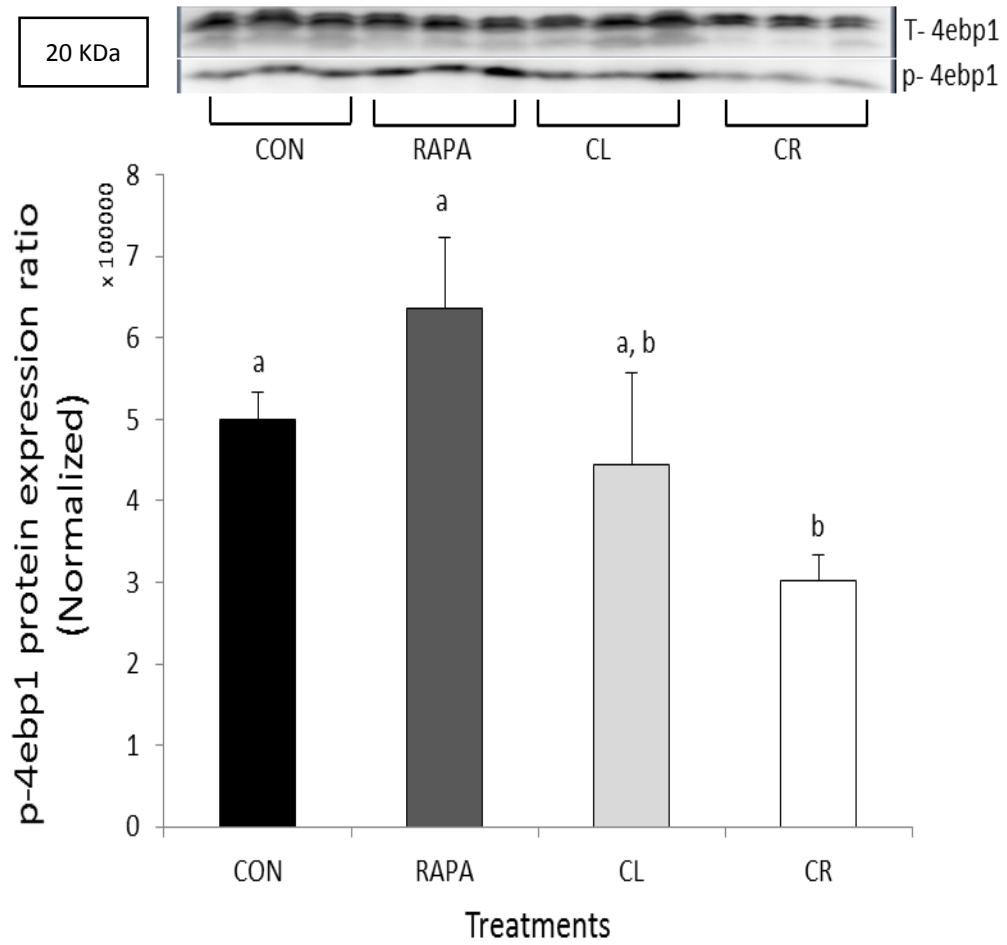 T- 4ebp1
20 KDa
p- 4ebp1
CON RAPA CL CR
p-4ebp1 protein expression ratio
(Normalized)
x 100000
8
7
6
5
4
3
2
1
0
a
a
a, b
b
CON RAPA CL CR
Treatments